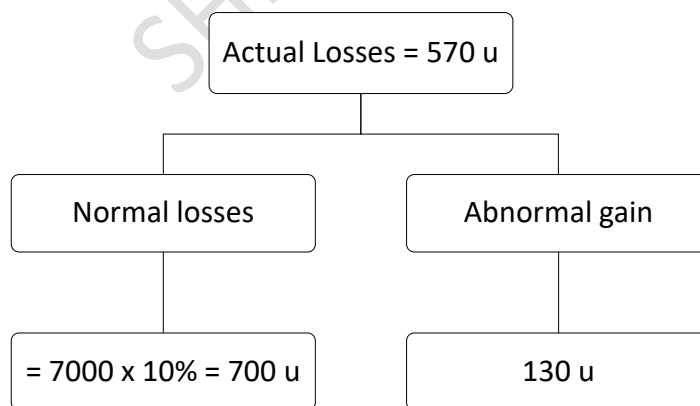 Actual Losses = 570 u
Normal losses
Abnormal gain
= 7000 x 10% = 700 u
130 u